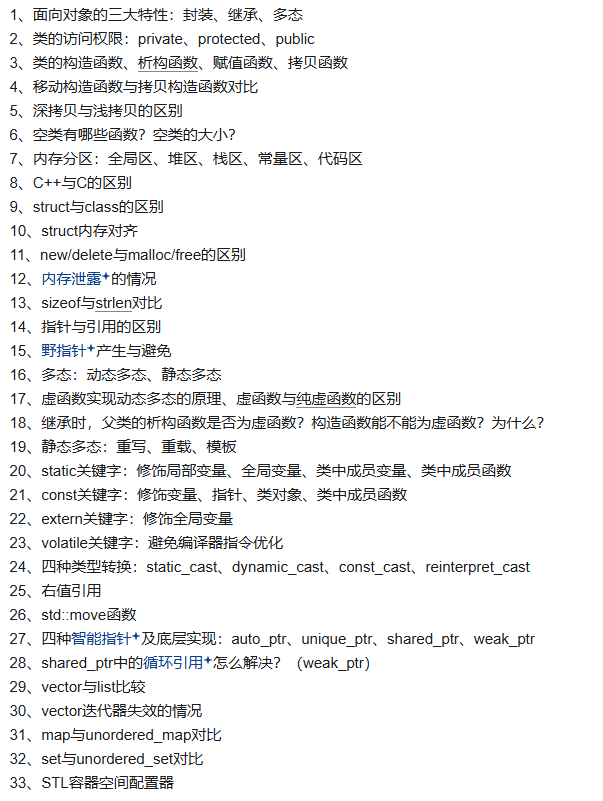 1、面向对象的三大特性：封装、继承、多态
2、类的访问权限：private、protected、public
3、类的构造函数、析构函数、赋值函数、拷贝函数
4、移动构造函数与拷贝构造函数对比
5、深拷贝与浅拷贝的区别
6、空类有哪些函数？空类的大小？
7、内存分区：全局区、堆区、栈区、常量区、代码区
8、C++与C的区别
9、struct与class的区别
10、struct内存对齐
11、new/delete与malloc/free的区别
12、内存泄露的情况
13、sizeof与strlen对比
14、指针与引用的区别
15、野指针产生与避免
16、多态：动态多态、静态多态
17、虚函数实现动态多态的原理、虚函数与纯虚函数的区别
18、继承时，父类的析构函数是否为虚函数？构造函数能不能为虚函数？为什么？
19、静态多态：重写、重载、模板
20、static关键字：修饰局部变量、全局变量、类中成员变量、类中成员函数
21、const关键字：修饰变量、指针、类对象、类中成员函数
22、extern关键字：修饰全局变量
23、volatile关键字：避免编译器指令优化
24、四种类型转换：static_cast、dynamic_cast、const_cast、reinterpret_cast
25、右值引用
26、std::move函数
27、四种智能指针及底层实现：auto_ptr、unique_ptr、shared_ptr、weak_ptr
28、shared_ptr中的循环引用怎么解决？（weak_ptr）
29、vector与list比较
30、vector迭代器失效的情况
31、map与unordered_map对比
32、set与unordered_set对比
33、STL容器空间配置器